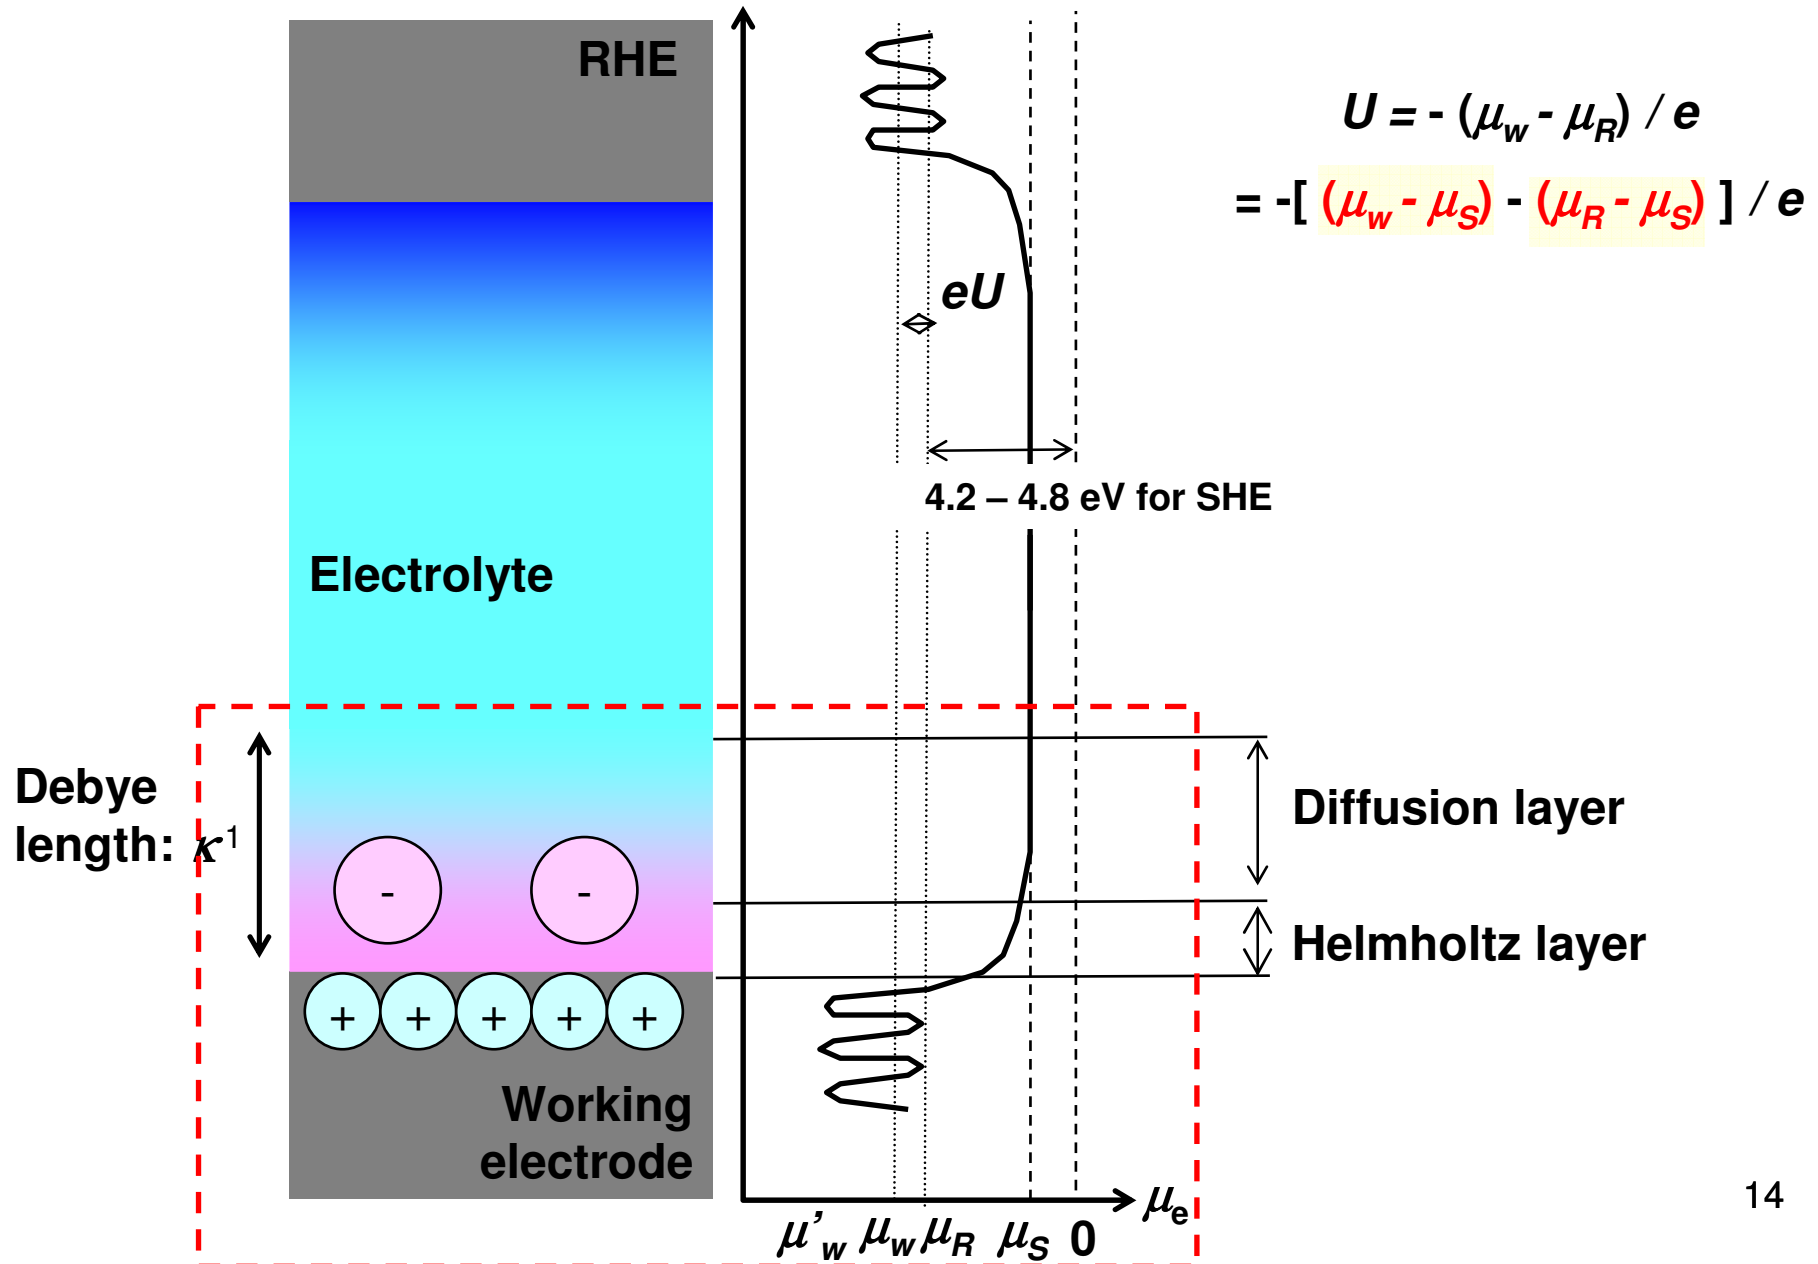 RHE
U = - (μw - μR) / e
= -[ (μw - μS) - (μR - μS) ] / e
eU
4.2 – 4.8 eV for SHE
Electrolyte
Debye
length: κ-1
Diffusion layer
- -
Helmholtz layer
+ + + + +
Working
electrode
μe
μ’w μw μR μS 0
14